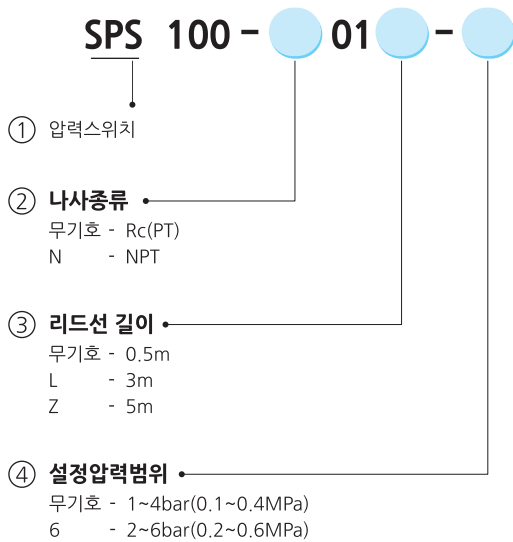 SPS 100 - 01 -
① 압력스위치
② 나사종류
무기호 - Rc(PT)
N - NPT
③ 리드선 길이
무기호 - 0.5m
L - 3m
Z - 5m
④ 설정압력범위
무기호 - 1~4bar(0.1~0.4MPa)
6 - 2~6bar(0.2~0.6MPa)